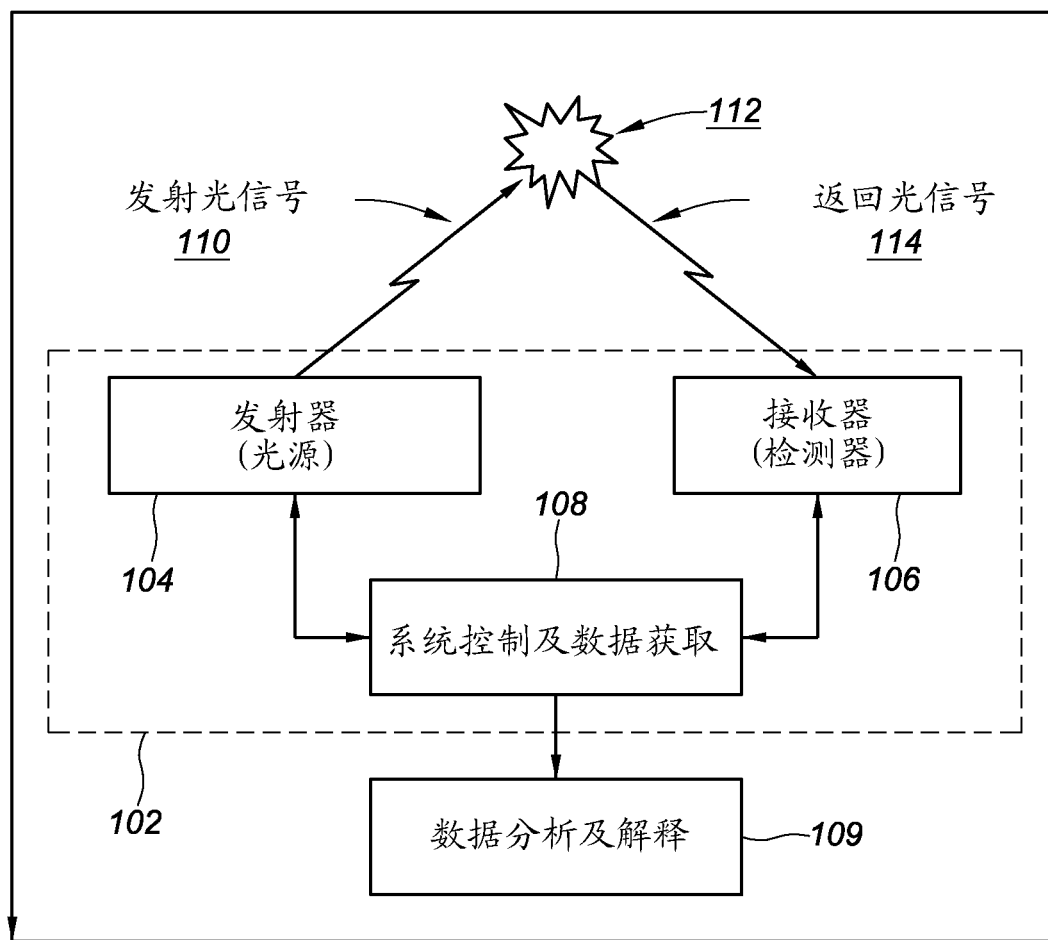 112
发射光信号
110
返回光信号
114
发射器
(光源)
接收器
(检测器)
104
108
106
系统控制及数据获取
102
数据分析及解释
109